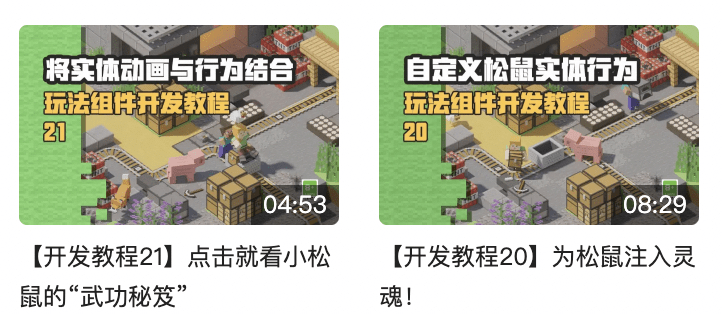 将实体动画与行为结合
玩法组件开发教程
21
04:53
【开发教程21】点击就看小松
鼠的“武功秘笈”
自定义松鼠实体行为
玩法组件开发教程
20
08:29
【开发教程20】为松鼠注入灵
魂！